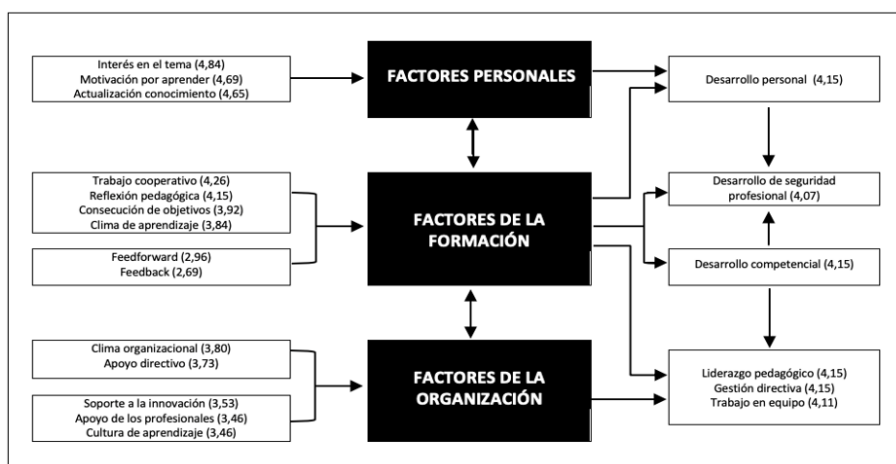 Interés en el tema (4,84)
Motivación por aprender (4,69)
Actualización conocimiento (4,65)
FACTORES PERSONALES
Desarrollo personal (4,15)
Trabajo cooperativo (4,26)
Reflexión pedagógica (4,15)
Consecución de objetivos (3,92)
Clima de aprendizaje (3,84)
Feedforward (2,96)
Feedback (2,69)
FACTORES DE LA
FORMACIÓN
Desarrollo de seguridad
profesional (4,07)
Desarrollo competencial (4,15)
Clima organizacional (3,80)
Apoyo directivo (3,73)
Soporte a la innovación (3,53)
Apoyo de los profesionales (3,46)
Cultura de aprendizaje (3,46)
FACTORES DE LA
ORGANIZACIÓN
Liderazgo pedagógico (4,15)
Gestión directiva (4,15)
Trabajo en equipo (4,11)